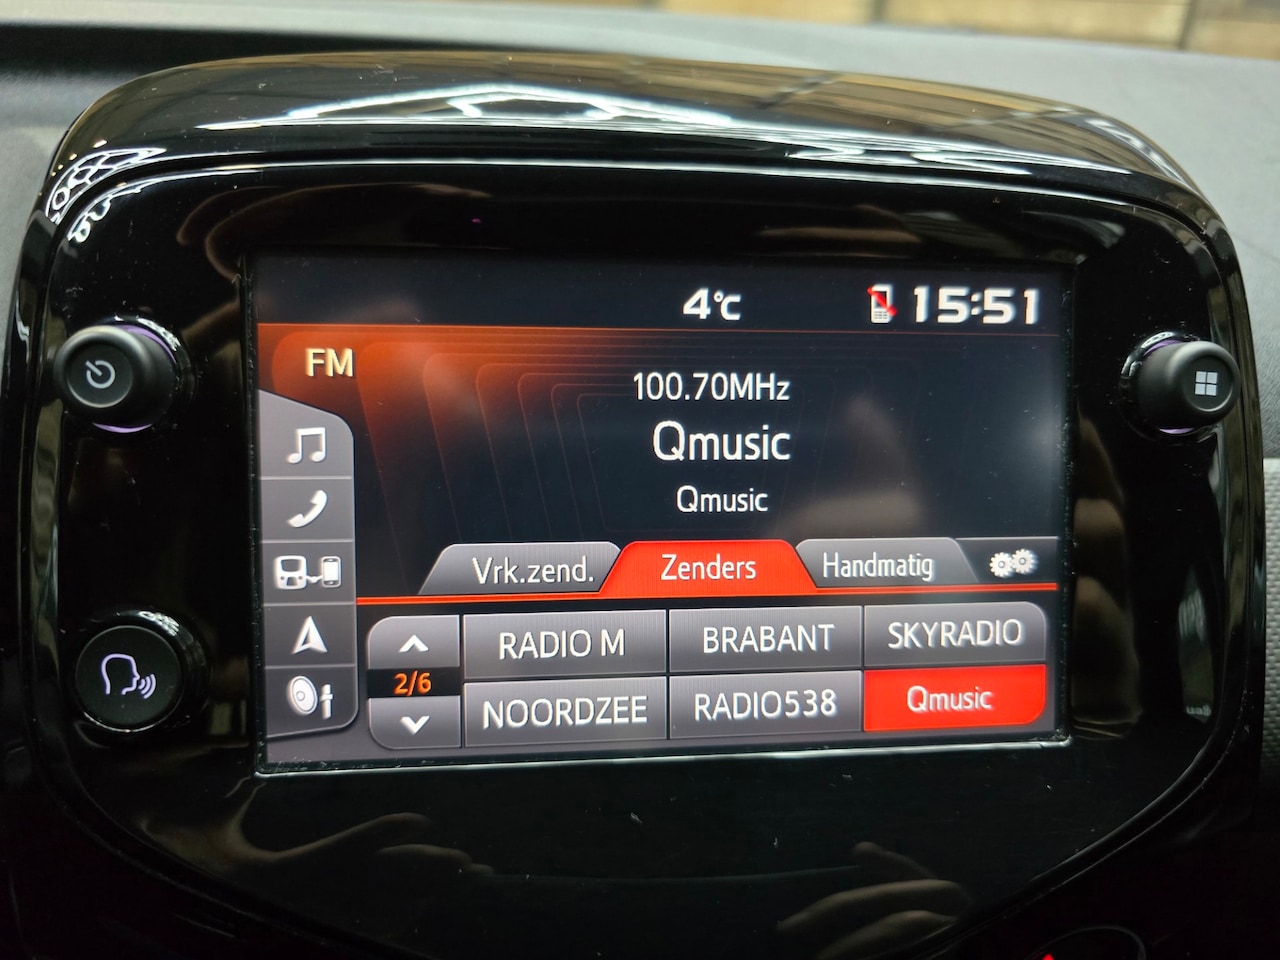 4°C
15:51
FM
100.70MHz
Qmusic
Qmusic
Vrk.zend.
Zenders
Handmatig
2/6
RADIO M
BRABANT
SKYRADIO
NOORDZEE
RADIO538
Qmusic